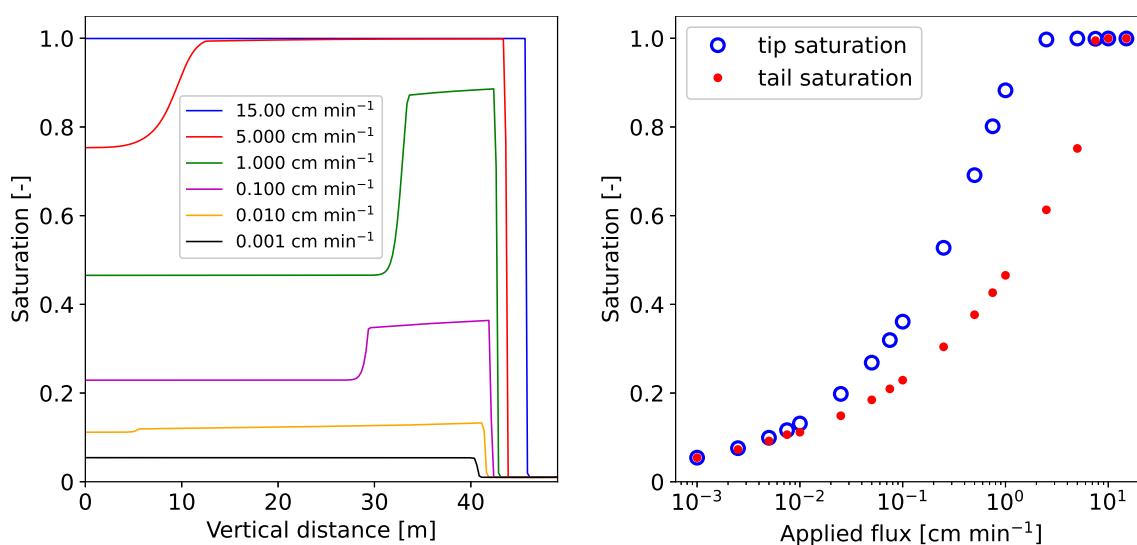 1.0
0.8
0.6
0.4
0.2
0
Saturation [-]
0
10
20
30
40
Vertical distance [m]
15.00 cm min⁻¹
5.000 cm min⁻¹
1.000 cm min⁻¹
0.100 cm min⁻¹
0.010 cm min⁻¹
0.001 cm min⁻¹
1.0
0.8
0.6
0.4
0.2
0
Saturation [-]
10⁻³
10⁻²
10⁻¹
10⁰
10¹
Applied flux [cm min⁻¹]
tip saturation
tail saturation